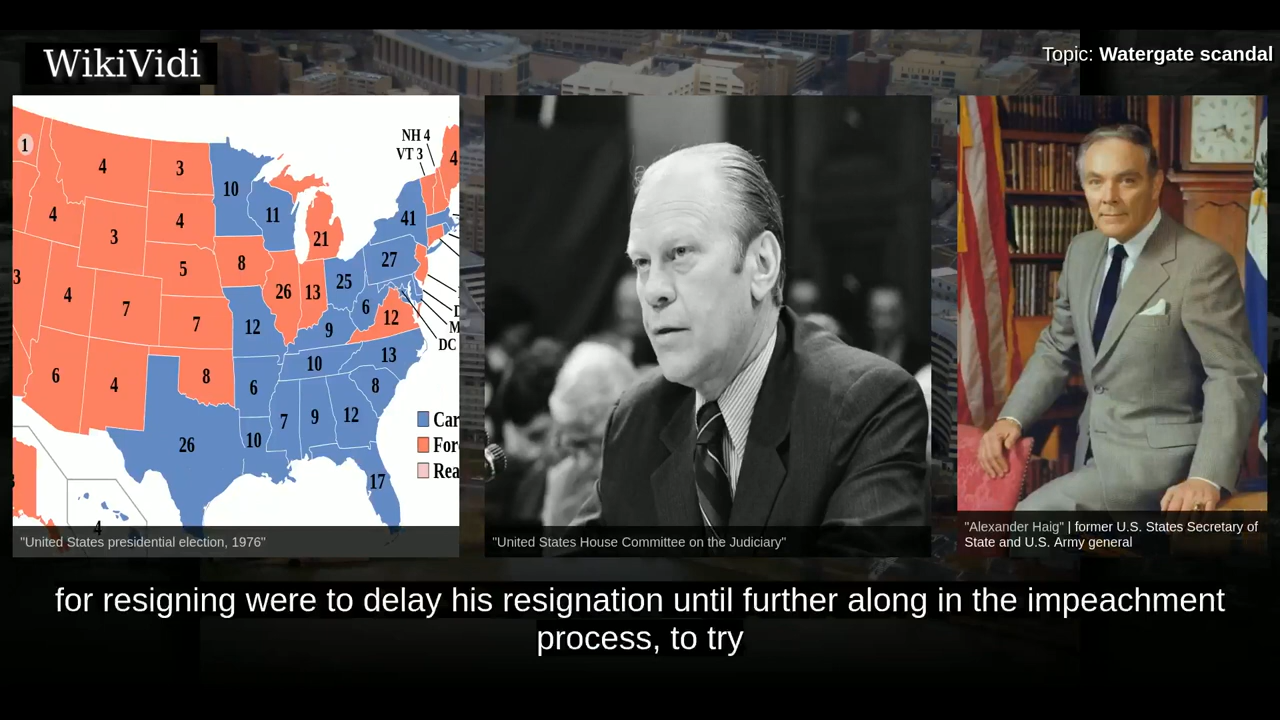 WikiVidi
Topic: Watergate scandal
NH 4
VT 3
1
4
3
10
11
4
41
4
3
4
21
27
5
8
26
13
25
3
4
7
7
12
6
12
9
DC
6
4
8
10
13
6
8
7
9
12
26
10
17
4
Car
For
Rea
"United States presidential election, 1976"
"United States House Committee on the Judiciary"
"Alexander Haig" | former U.S. States Secretary of
State and U.S. Army general
for resigning were to delay his resignation until further along in the impeachment
process, to try